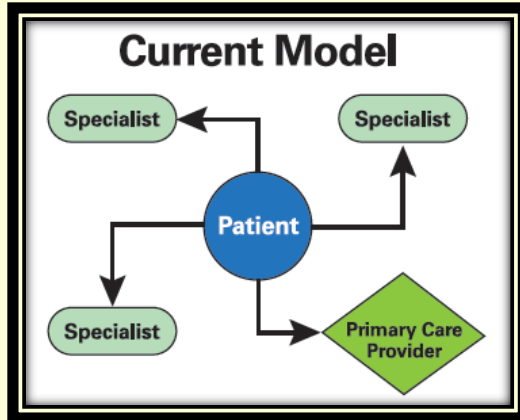 Current Model
Specialist
Specialist
Patient
Specialist
Primary Care
Provider